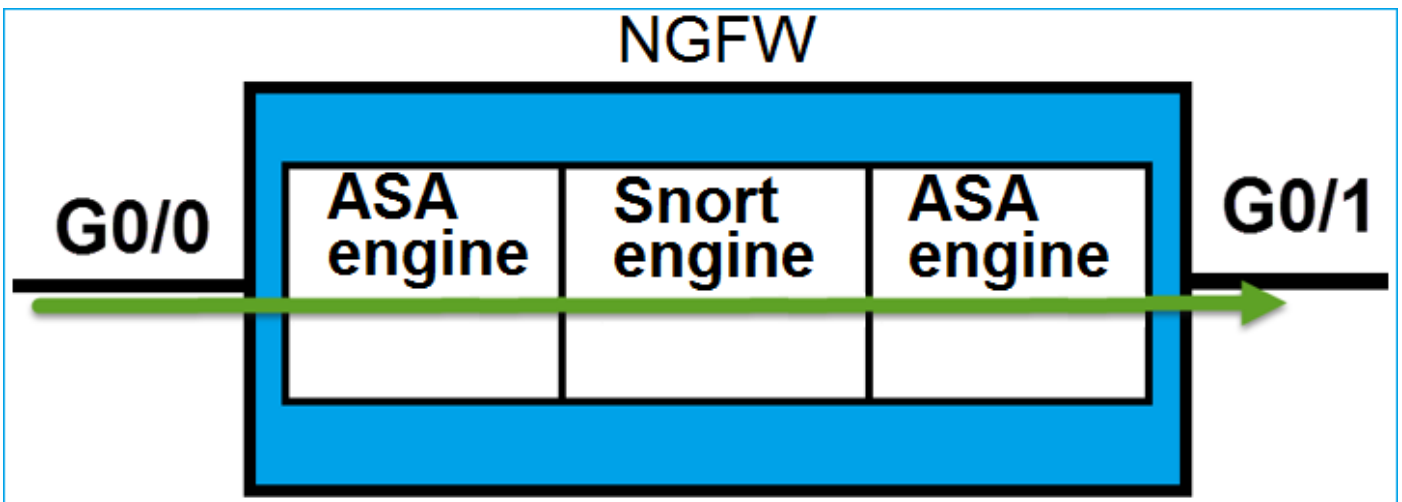 NGFW
G0/0
ASA
engine
Snort
engine
ASA
engine
G0/1